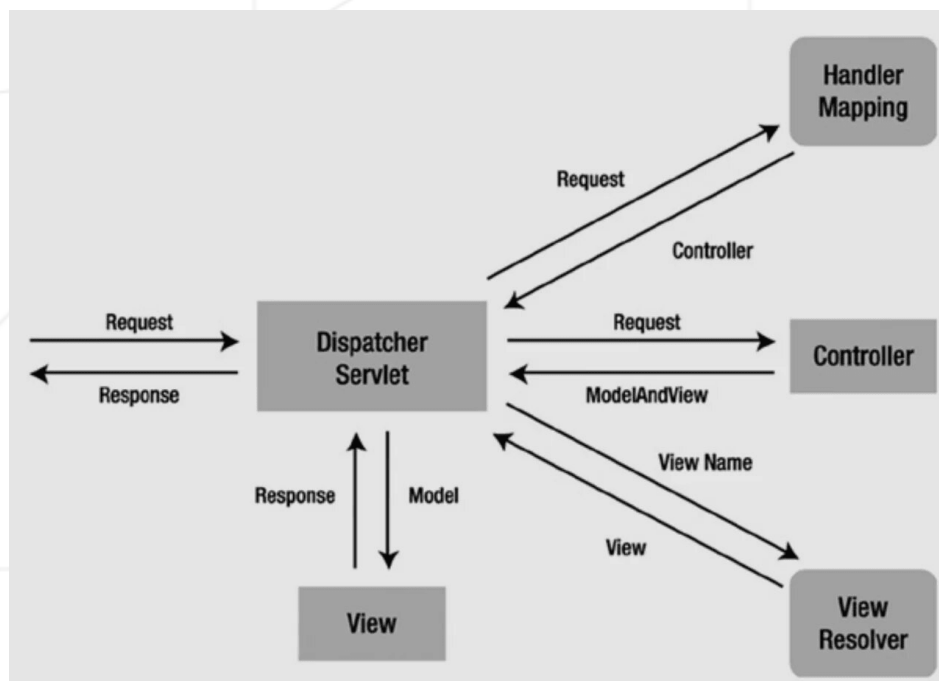 Handler
Mapping
Request
Controller
Request
Response
Dispatcher
Servlet
Request
ModelAndView
Controller
View Name
View
Response
Model
View
View
Resolver